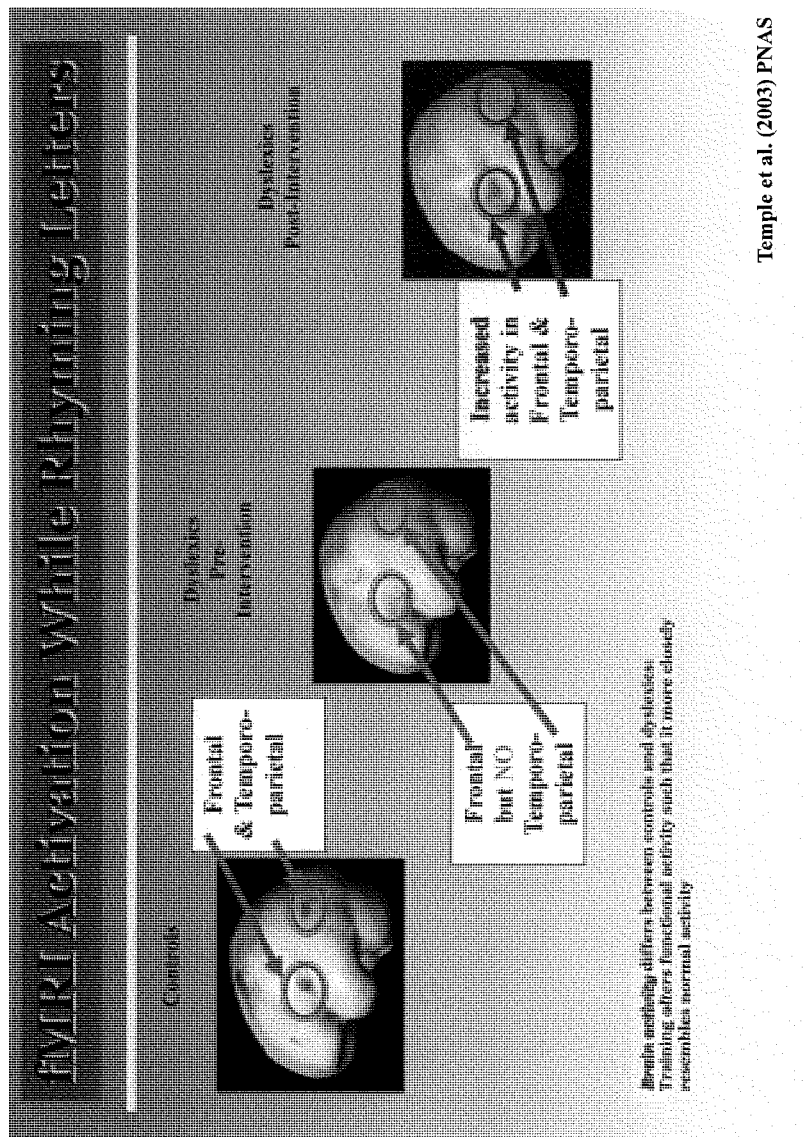 fMRI Activation While Rhyming Letters
Controls
Frontal
& Temporo-
parietal
Dyslexics
Pre-
Intervention
Frontal
but NO
Temporo-
parietal
Dyslexics
Post-Intervention
Increased
activity in
Frontal &
Temporo-
parietal
Brain activity differs between controls and dyslexics.
Training alters functional activity such that it more closely
resembles normal activity
Temple et al. (2003) PNAS